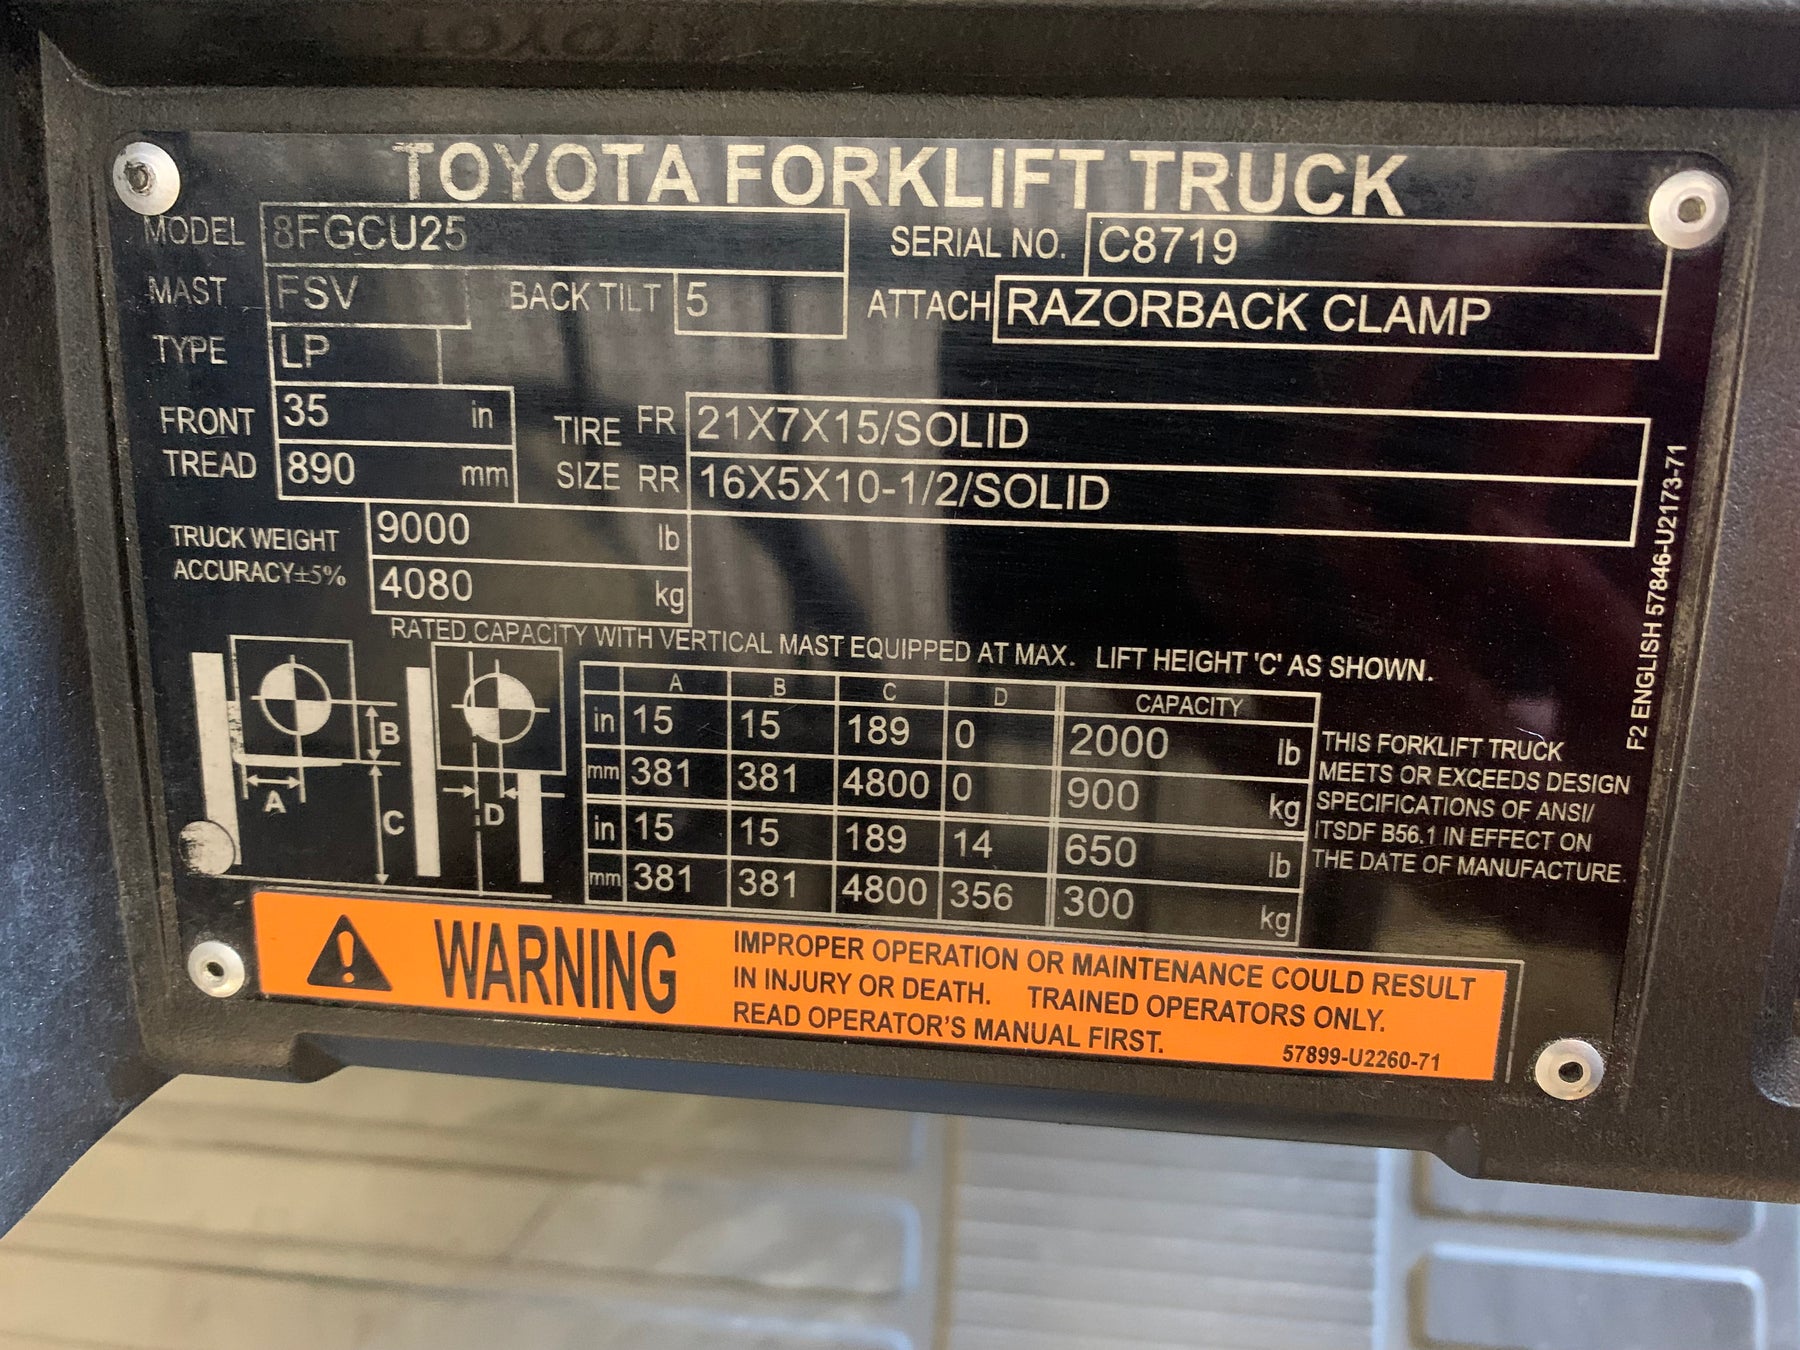 TOYOTA FORKLIFT TRUCK
MODEL 8FGCU25 SERIAL NO. C8719
MAST FSV BACK TILT 5 ATTACH RAZORBACK CLAMP
TYPE LP
FRONT TREAD 35 in 890 mm
TIRE SIZE FR 21X7X15/SOLID
RR 16X5X10-1/2/SOLID
TRUCK WEIGHT 9000 lb
ACCURACY±5% 4080 kg
RATED CAPACITY WITH VERTICAL MAST EQUIPPED AT MAX. LIFT HEIGHT 'C' AS SHOWN.
A B C D CAPACITY
in 15 15 189 0 2000 lb
mm 381 381 4800 0 900 kg
in 15 15 189 14 650 lb
mm 381 381 4800 356 300 kg
B
A
C
D
THIS FORKLIFT TRUCK
MEETS OR EXCEEDS DESIGN
SPECIFICATIONS OF ANSI/
ITSDF B56.1 IN EFFECT ON
THE DATE OF MANUFACTURE.
F2 ENGLISH 57846-U2173-71
WARNING
IMPROPER OPERATION OR MAINTENANCE COULD RESULT
IN INJURY OR DEATH. TRAINED OPERATORS ONLY.
READ OPERATOR'S MANUAL FIRST.
57899-U2260-71